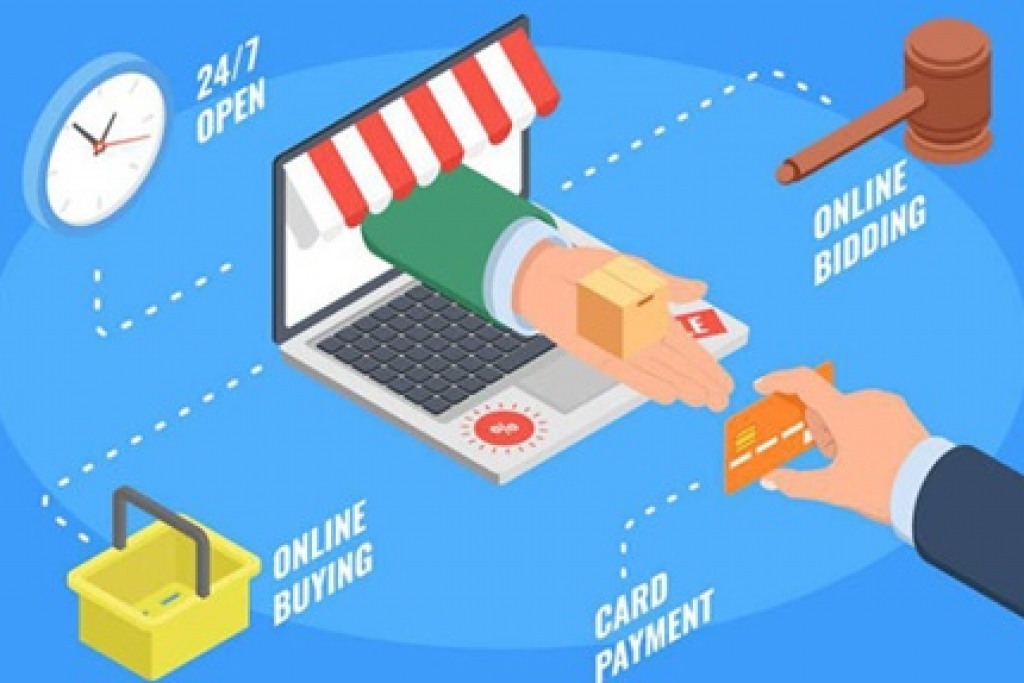 24/7
OPEN
ONLINE
BIDDING
E
%
ONLINE
BUYING
CARD
PAYMENT